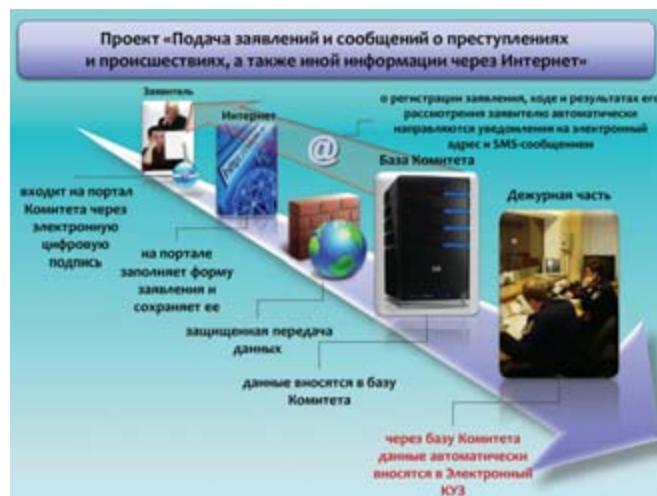 Проект «Подача заявлений и сообщений о преступлениях
и происшествиях, а также иной информации через Интернет»
Заявитель
Интернет
о регистрации заявления, ходе и результатах его
рассмотрения заявителю автоматически
направляются уведомления на электронный
адрес и SMS-сообщением
@
База Комитета
Дежурная часть
входит на портал
Комитета через
электронную
цифровую
подпись
на портале
заполняет форму
заявления и
сохраняет ее
защищенная передача
данных
данные вносятся в базу
Комитета
через базу Комитета
данные автоматически
вносятся в Электронный
КУЗ